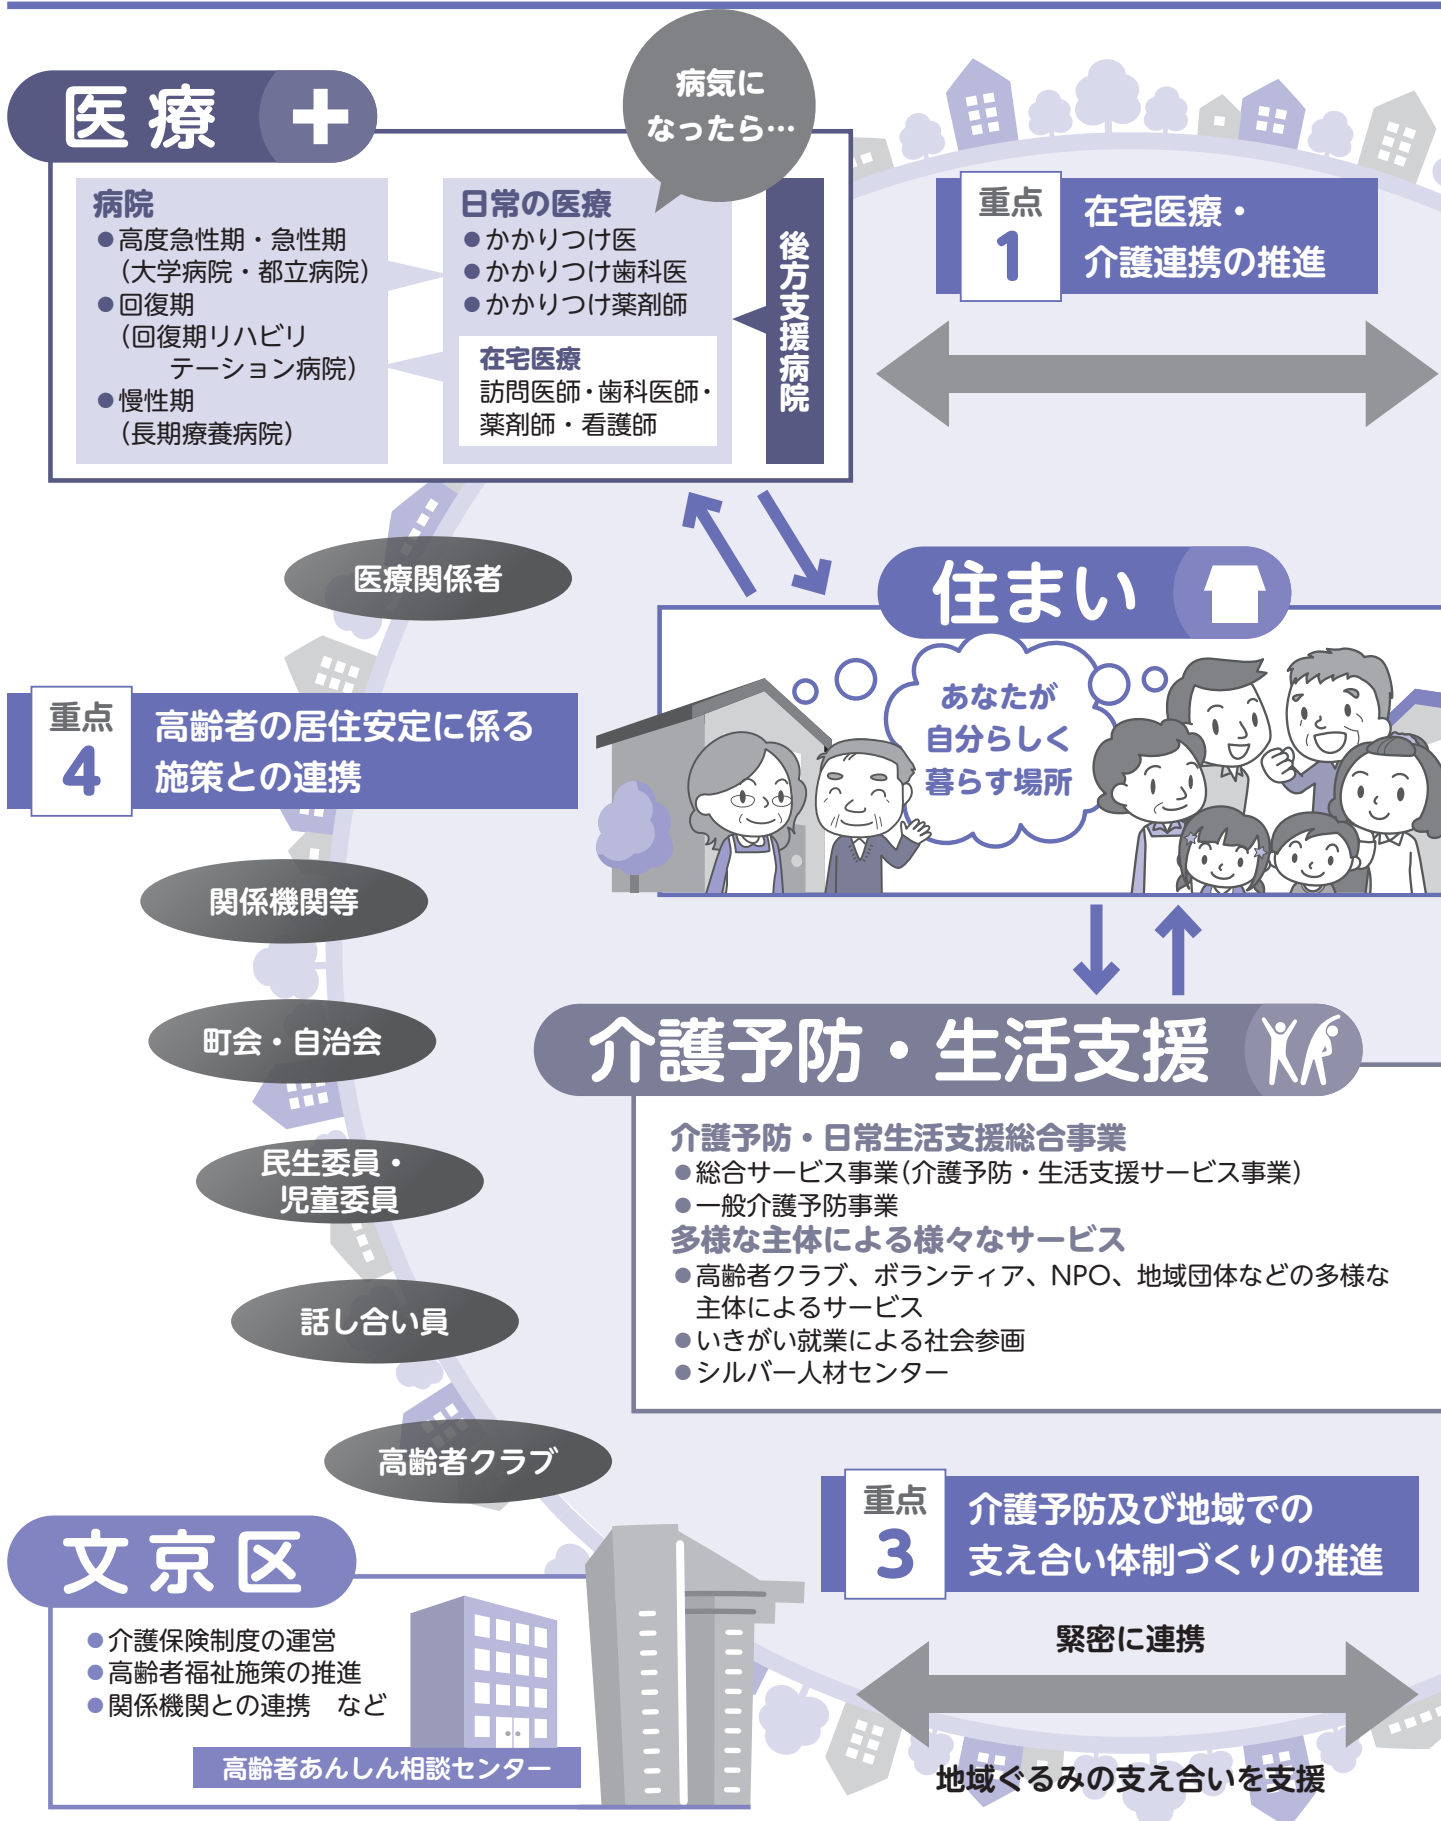 病気に
なったら…
医療
病院
●高度急性期・急性期
（大学病院・都立病院）
●回復期
（回復期リハビリ
テーション病院）
●慢性期
（長期療養病院）
日常の医療
●かかりつけ医
●かかりつけ歯科医
●かかりつけ薬剤師
在宅医療
訪問医師・歯科医師・
薬剤師・看護師
後方支援病院
重点
1
在宅医療・
介護連携の推進
医療関係者
住まい
あなたが
自分らしく
暮らす場所
重点
4
高齢者の居住安定に係る
施策との連携
関係機関等
町会・自治会
民生委員・
児童委員
話し合い員
高齢者クラブ
介護予防・生活支援
介護予防・日常生活支援総合事業
●総合サービス事業（介護予防・生活支援サービス事業）
●一般介護予防事業
多様な主体による様々なサービス
●高齢者クラブ、ボランティア、NPO、地域団体などの多様な
主体によるサービス
●いきがい就業による社会参画
●シルバー人材センター
重点
3
介護予防及び地域での
支え合い体制づくりの推進
文京区
●介護保険制度の運営
●高齢者福祉施策の推進
●関係機関との連携　など
高齢者あんしん相談センター
緊密に連携
地域ぐるみの支え合いを支援